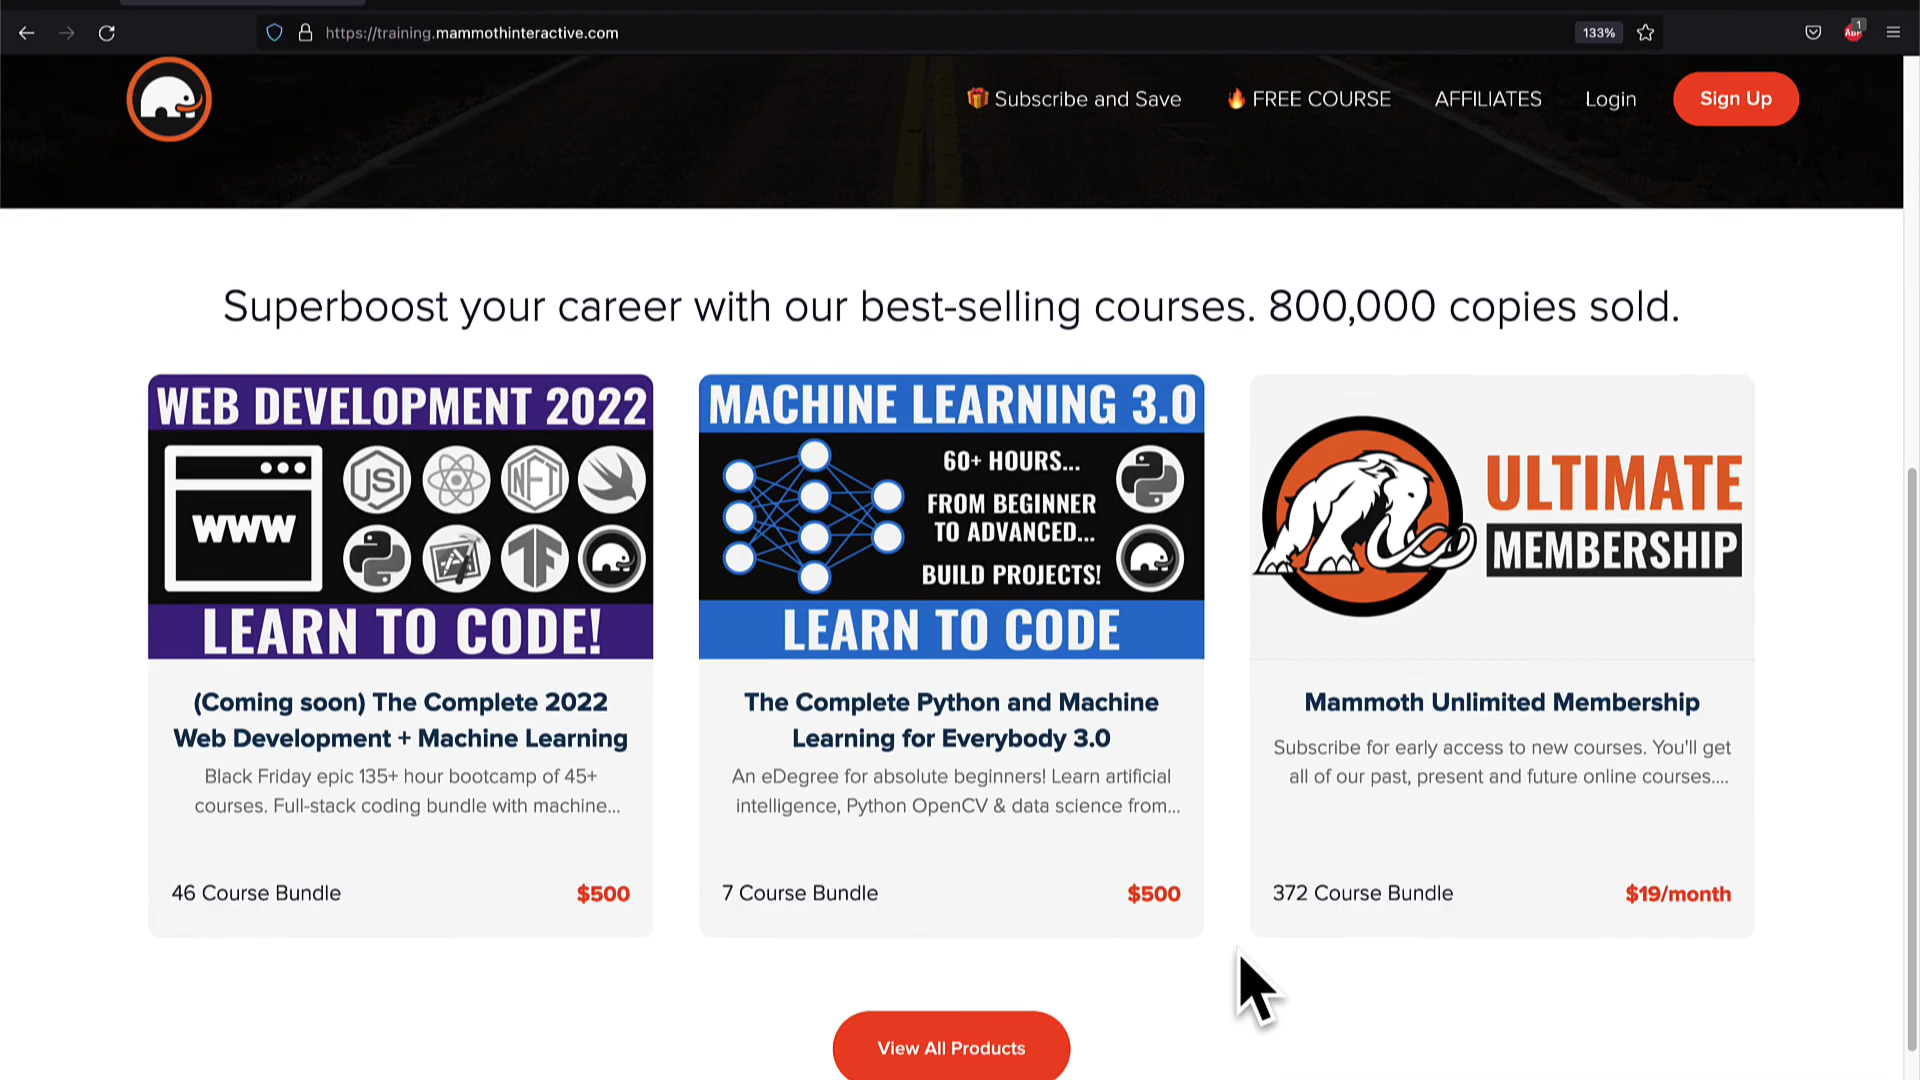 https://training.mammothinteractive.com
133%
1
ABP
🎁 Subscribe and Save
🔥 FREE COURSE
AFFILIATES
Login
Sign Up
Superboost your career with our best-selling courses. 800,000 copies sold.
WEB DEVELOPMENT 2022
WWW
JS
NFT
TF
LEARN TO CODE!
(Coming soon) The Complete 2022
Web Development + Machine Learning
Black Friday epic 135+ hour bootcamp of 45+
courses. Full-stack coding bundle with machine...
46 Course Bundle
$500
MACHINE LEARNING 3.0
60+ HOURS...
FROM BEGINNER
TO ADVANCED...
BUILD PROJECTS!
LEARN TO CODE
The Complete Python and Machine
Learning for Everybody 3.0
An eDegree for absolute beginners! Learn artificial
intelligence, Python OpenCV & data science from...
7 Course Bundle
$500
ULTIMATE
MEMBERSHIP
Mammoth Unlimited Membership
Subscribe for early access to new courses. You'll get
all of our past, present and future online courses....
372 Course Bundle
$19/month
View All Products